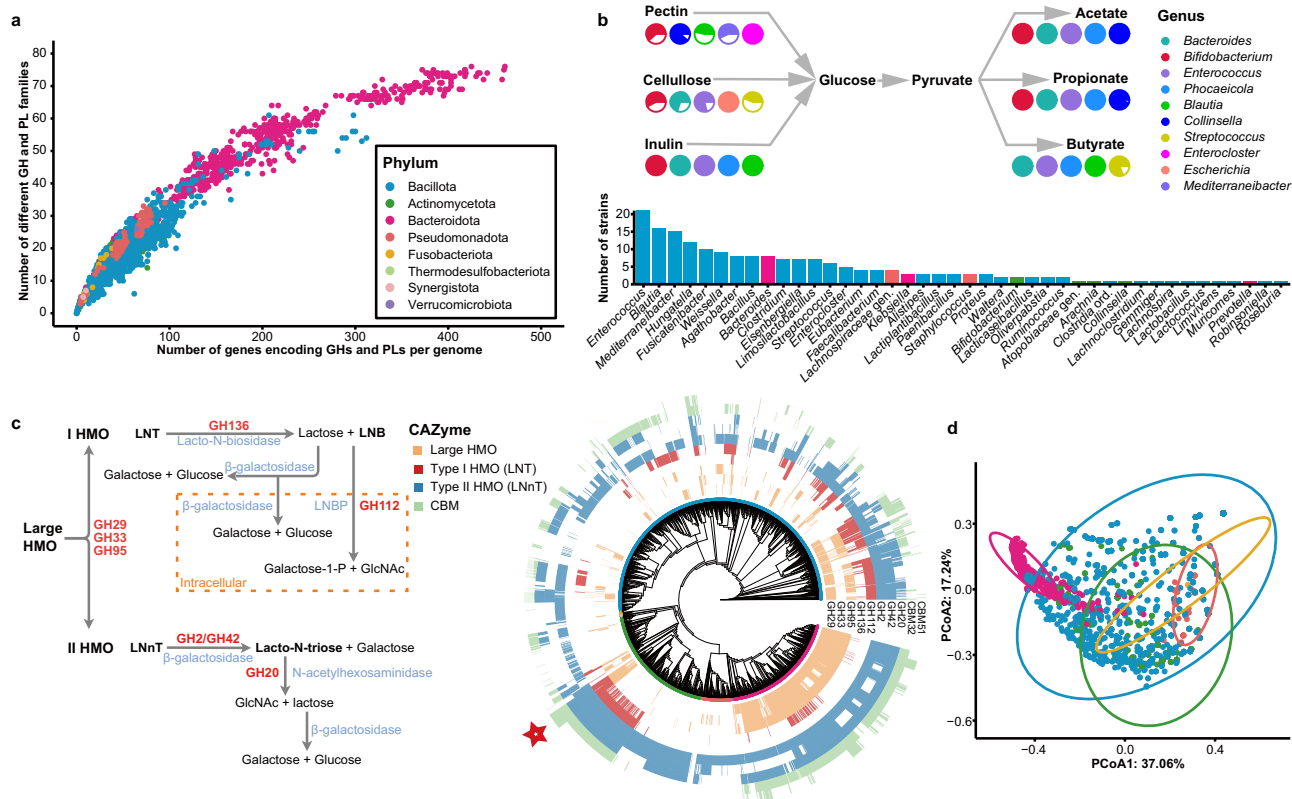 a
Number of different GH and PL families
80
70
60
50
40
30
20
10
0
0
100
200
300
400
500
Number of genes encoding GHs and PLs per genome
Phylum
Bacillota
Actinomycetota
Bacteroidota
Pseudomonadota
Fusobacteriota
Thermodesulfobacteriota
Synergistota
Verrucomicrobiota
b
Pectin
Cellullose
Inulin
Glucose
Pyruvate
Acetate
Propionate
Butyrate
Genus
Bacteroides
Bifidobacterium
Enterococcus
Phocaeicola
Blautia
Collinsella
Streptococcus
Enterocloster
Escherichia
Mediterraneibacter
Number of strains
20
15
10
5
0
Enterococcus
Blautia
Mediterraneibacter
Hungatella
Fusicatenibacter
Weissella
Agathobacter
Bacillus
Bacteroides
Clostridium
Eisenbergiella
Limosilactobacillus
Streptococcus
Enterocloster
Eubacterium
Faecalibacterium
Lachnospiraceae gen.
Klebsiella
Alistipes
Lactiplantibacillus
Paenibacillus
Staphylococcus
Proteus
Waltera
Bifidobacterium
Lacticaseibacillus
Oliverpabstia
Ruminococcus
Atopobiaceae gen.
Arachnia
Clostridia ord.
Collinsella
Lachnoclostridium
Gemmiger
Lachnospira
Lactobacillus
Lactococcus
Limivivens
Muricomes
Prevotella
Robinsoniella
Roseburia
c
I HMO
LNT
GH136
Lacto-N-biosidase
Lactose + LNB
Galactose + Glucose
β-galactosidase
β-galactosidase
LNBP
GH112
Galactose + Glucose
Galactose-1-P + GlcNAc
Intracellular
Large
HMO
GH29
GH33
GH95
II HMO
LNnT
GH2/GH42
β-galactosidase
Lacto-N-triose + Galactose
GH20
N-acetylhexosaminidase
GlcNAc + lactose
β-galactosidase
Galactose + Glucose
CAZyme
Large HMO
Type I HMO (LNT)
Type II HMO (LNnT)
CBM
GH29
GH33
GH95
GH136
GH112
GH2
GH42
GH20
CBM32
CBM51
d
PCoA2: 17.24%
0.3
0.0
−0.3
−0.6
−0.4
0.0
0.4
PCoA1: 37.06%